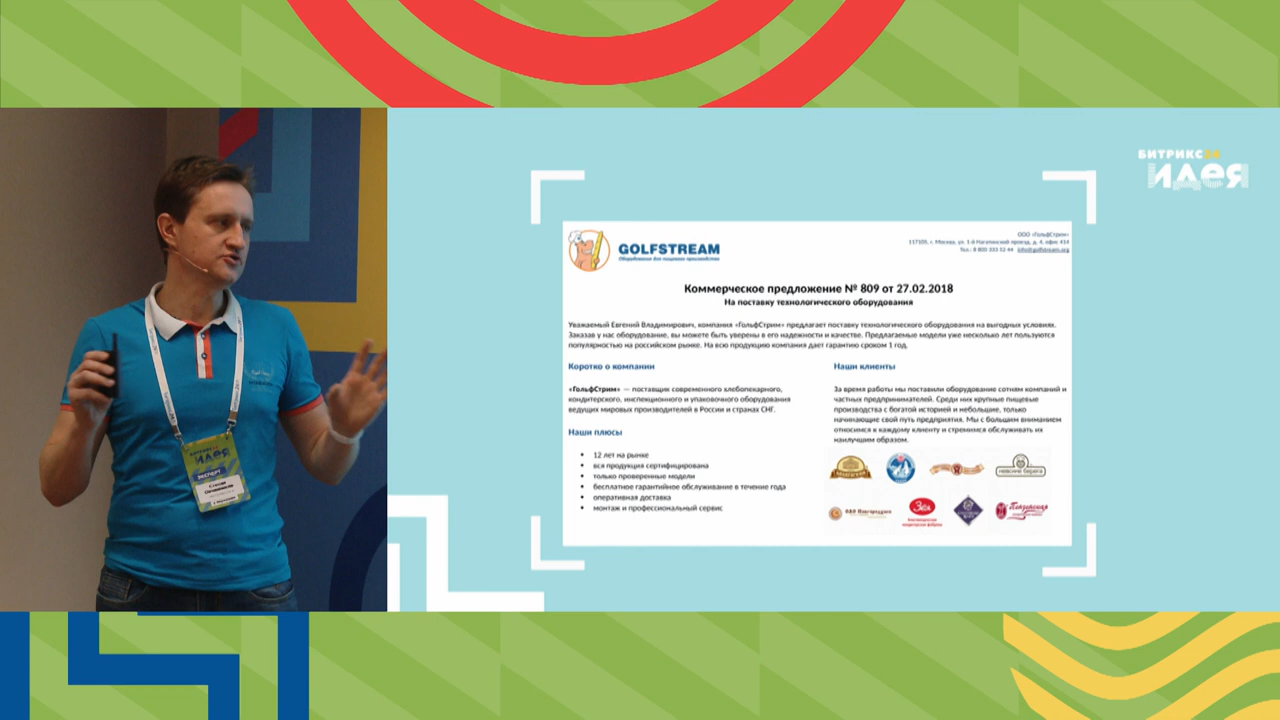 БИТРИКС24
идея
GOLFSTREAM
Оборудование для пищевого производства
ООО «ГольфСтрим»
117105, г. Москва, ул. 1-й Нагатинский проезд, д. 4, офис 414
Тел.: 8 800 333 52 44 info@golfstream.org
Коммерческое предложение № 809 от 27.02.2018
На поставку технологического оборудования
Уважаемый Евгений Владимирович, компания «ГольфСтрим» предлагает поставку технологического оборудования на выгодных условиях.
Заказав у нас оборудование, вы можете быть уверены в его надежности и качестве. Предлагаемые модели уже несколько лет пользуются
популярностью на российском рынке. На всю продукцию компания дает гарантию сроком 1 год.
Коротко о компании
«ГольфСтрим» — поставщик современного хлебопекарного,
кондитерского, инспекционного и упаковочного оборудования
ведущих мировых производителей в России и странах СНГ.
Наши плюсы
• 12 лет на рынке
• вся продукция сертифицирована
• только проверенные модели
• бесплатное гарантийное обслуживание в течение года
• оперативная доставка
• монтаж и профессиональный сервис
Наши клиенты
За время работы мы поставили оборудование сотням компаний и
частных предпринимателей. Среди них крупные пищевые
производства с богатой историей и небольшие, только
начинающие свой путь предприятия. Мы с большим вниманием
относимся к каждому клиенту и стремимся обслуживать их
наилучшим образом.
невские берега
идея
ЭКСПЕРТ